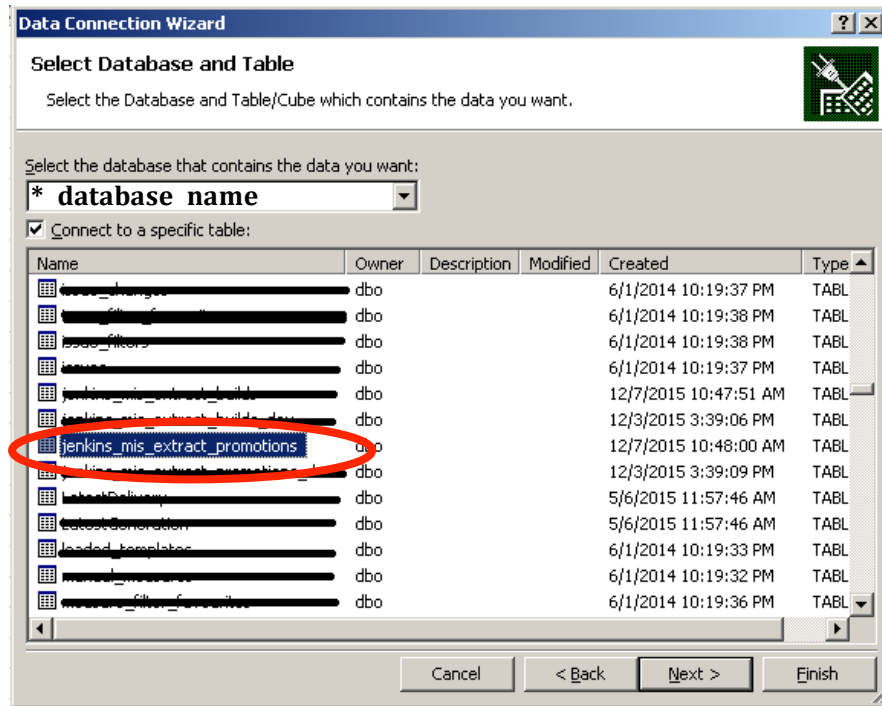 Data Connection Wizard
Select Database and Table
Select the Database and Table/Cube which contains the data you want.
Select the database that contains the data you want:
* database name
Connect to a specific table:
Name Owner Description Modified Created Type
dbo 6/1/2014 10:19:37 PM TABL
dbo 6/1/2014 10:19:38 PM TABL
dbo 6/1/2014 10:19:38 PM TABL
dbo 6/1/2014 10:19:37 PM TABL
dbo 12/7/2015 10:47:51 AM TABL
dbo 12/3/2015 3:39:06 PM TABL
jenkins_mis_extract_promotions dbo 12/7/2015 10:48:00 AM TABL
dbo 12/3/2015 3:39:09 PM TABL
dbo 5/6/2015 11:57:46 AM TABL
dbo 5/6/2015 11:57:46 AM TABL
dbo 6/1/2014 10:19:33 PM TABL
dbo 6/1/2014 10:19:32 PM TABL
dbo 6/1/2014 10:19:36 PM TABL
Cancel < Back Next > Finish